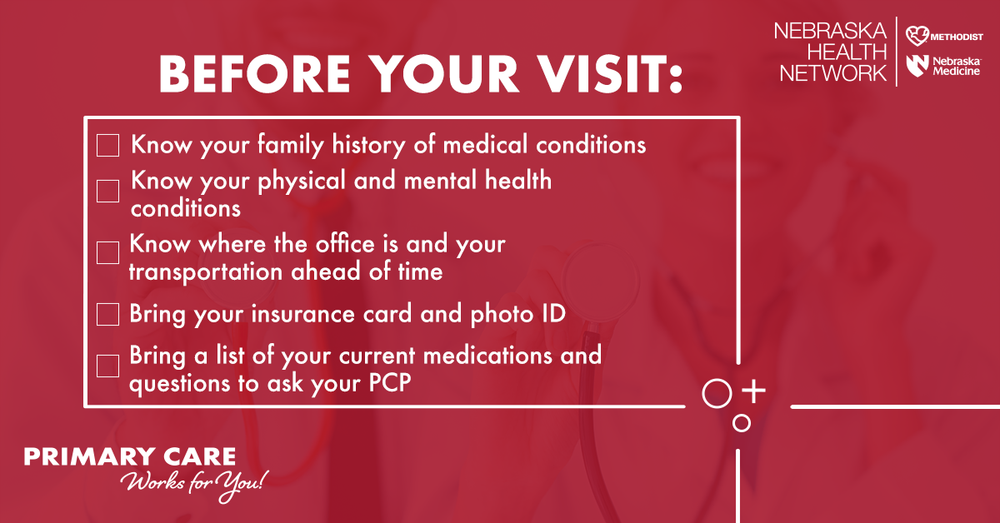 NEBRASKA
HEALTH
NETWORK
METHODIST
Nebraska
Medicine
BEFORE YOUR VISIT:
Know your family history of medical conditions
Know your physical and mental health
conditions
Know where the office is and your
transportation ahead of time
Bring your insurance card and photo ID
Bring a list of your current medications and
questions to ask your PCP
PRIMARY CARE
Works for You!